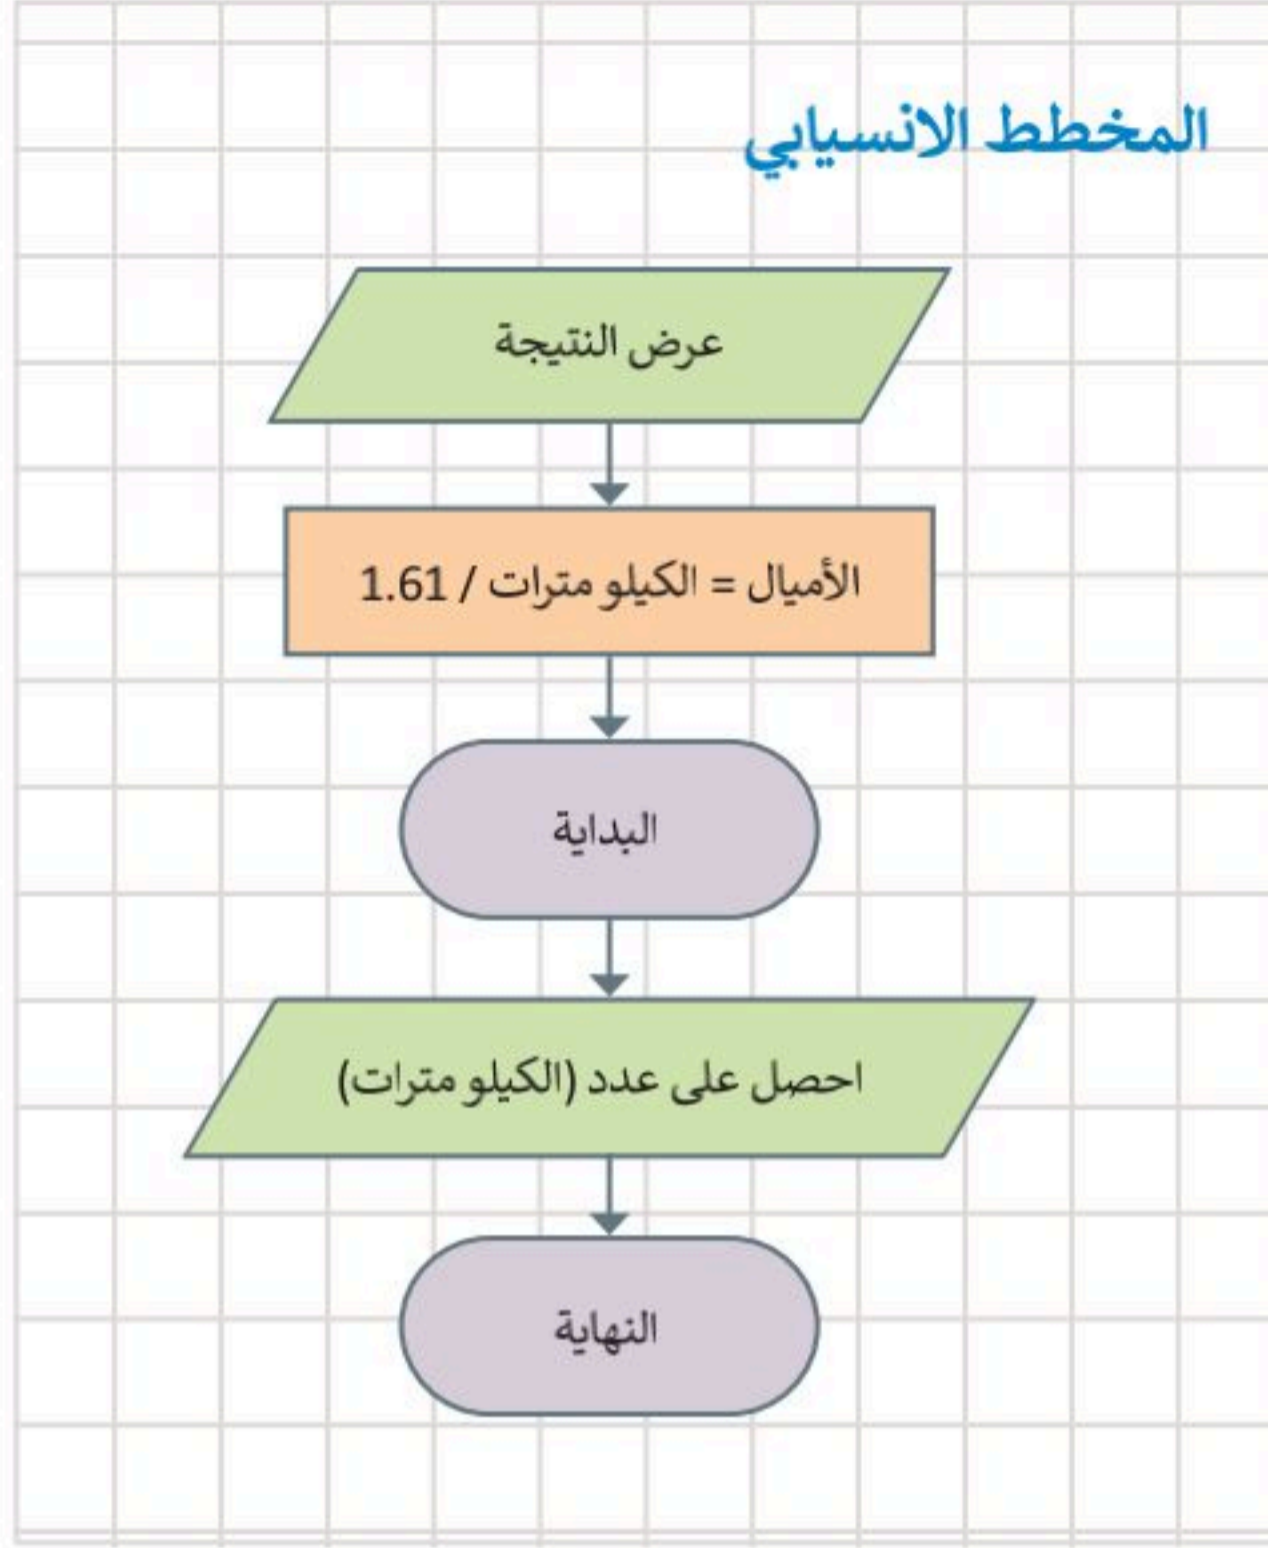 المخطط الانسيابي
عرض النتيجة
الأميال = الكيلو مترات / 1.61
البداية
احصل على عدد (الكيلو مترات)
النهاية